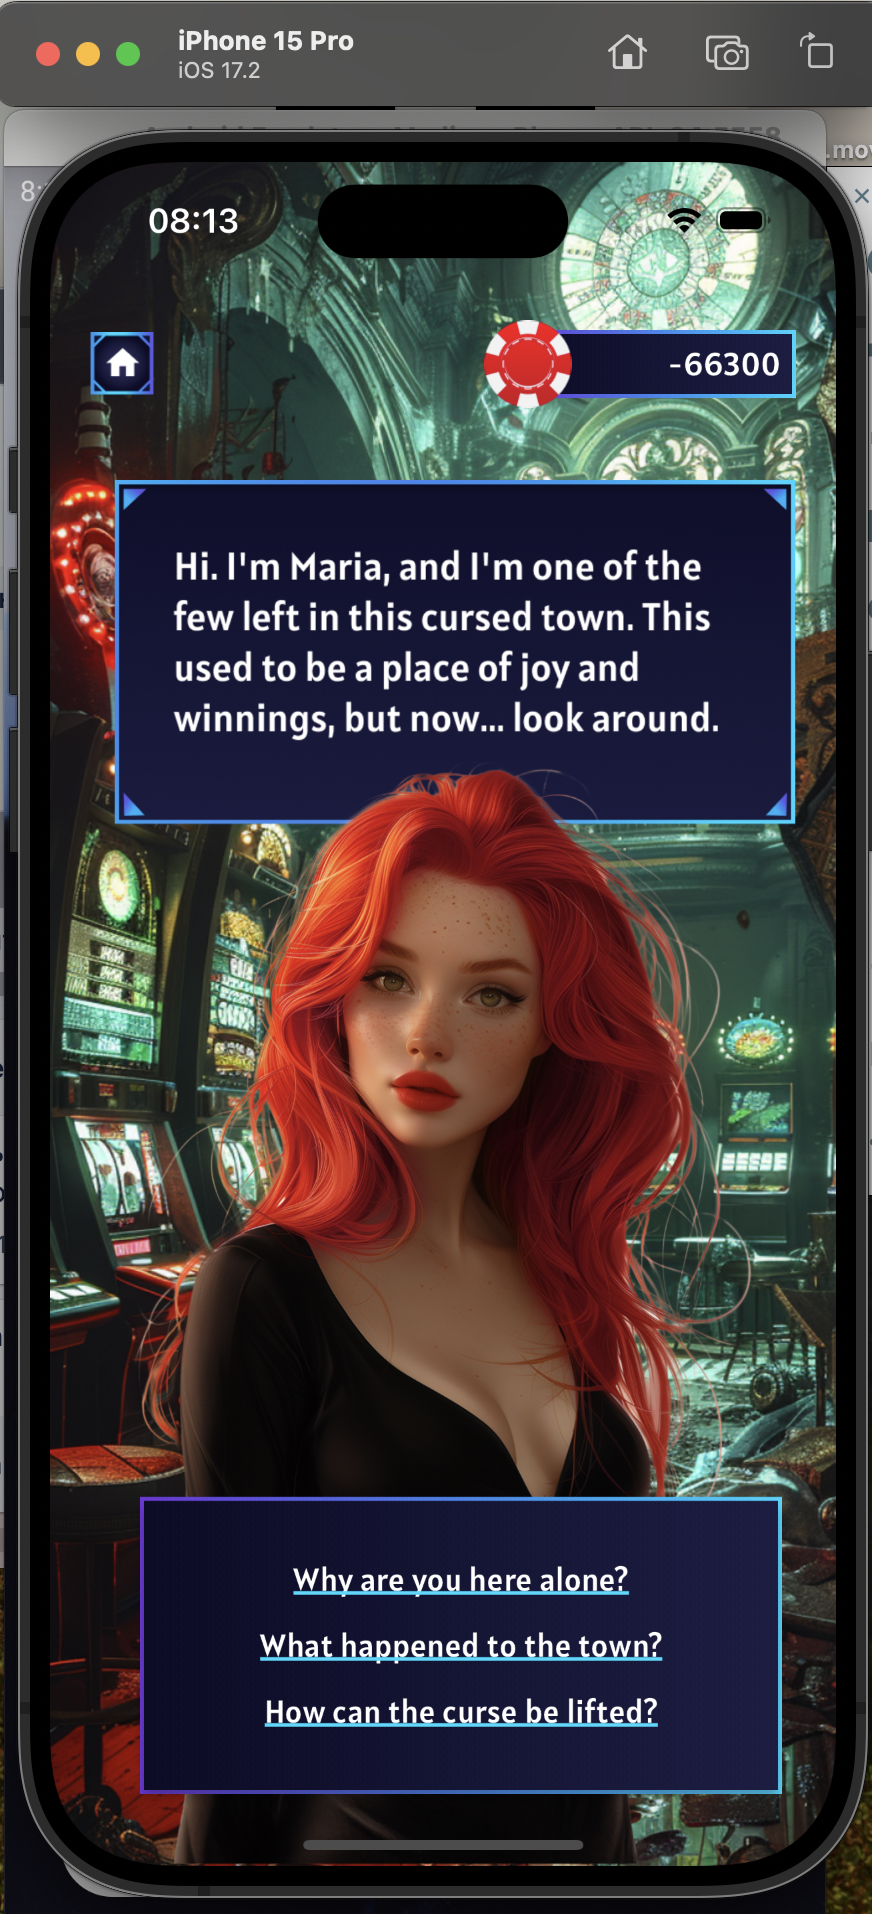 iPhone 15 Pro
iOS 17.2
.mov
8:
08:13
-66300
Hi. I'm Maria, and I'm one of the
few left in this cursed town. This
used to be a place of joy and
winnings, but now... look around.
Why are you here alone?
What happened to the town?
How can the curse be lifted?